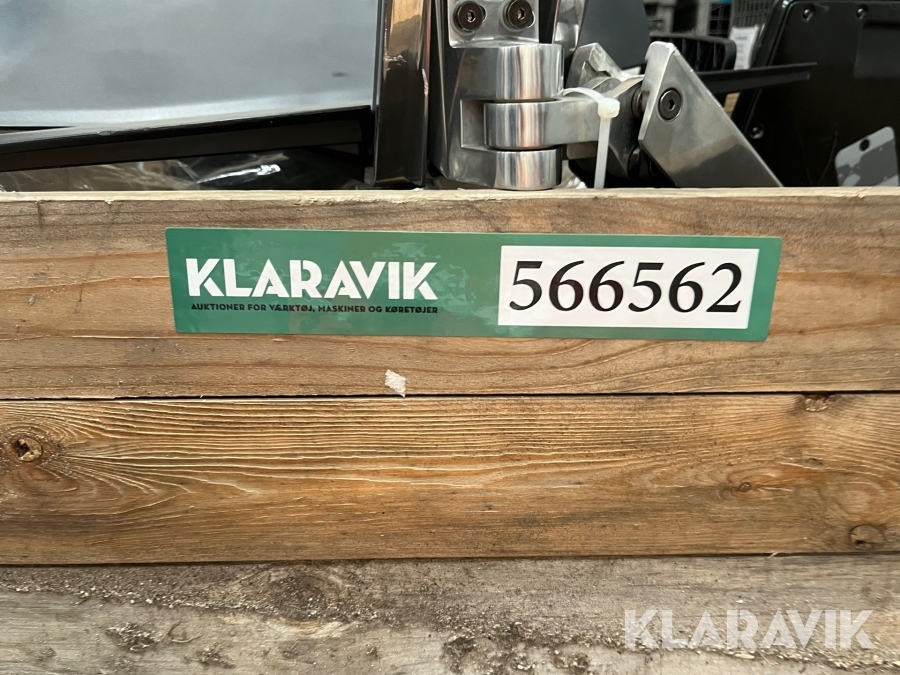 KLARAVIK
AUKTIONER FOR VÆRKTØJ, MASKINER OG KØRETØJER
566562
KLARAVIK